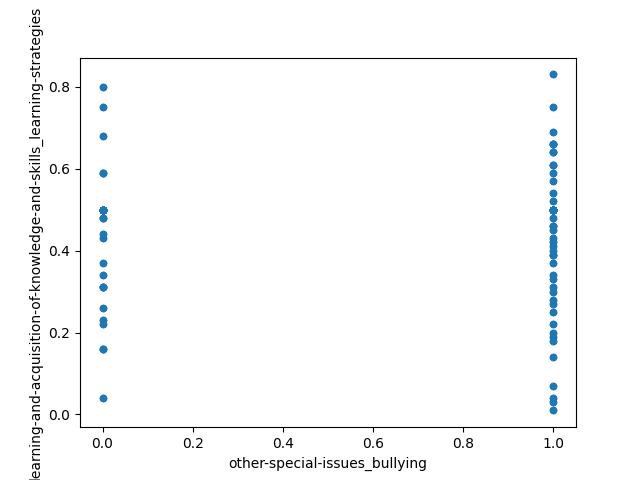 learning-and-acquisition-of-knowledge-and-skills_learning-strategies
0.8
0.6
0.4
0.2
0.0
0.0 0.2 0.4 0.6 0.8 1.0
other-special-issues_bullying